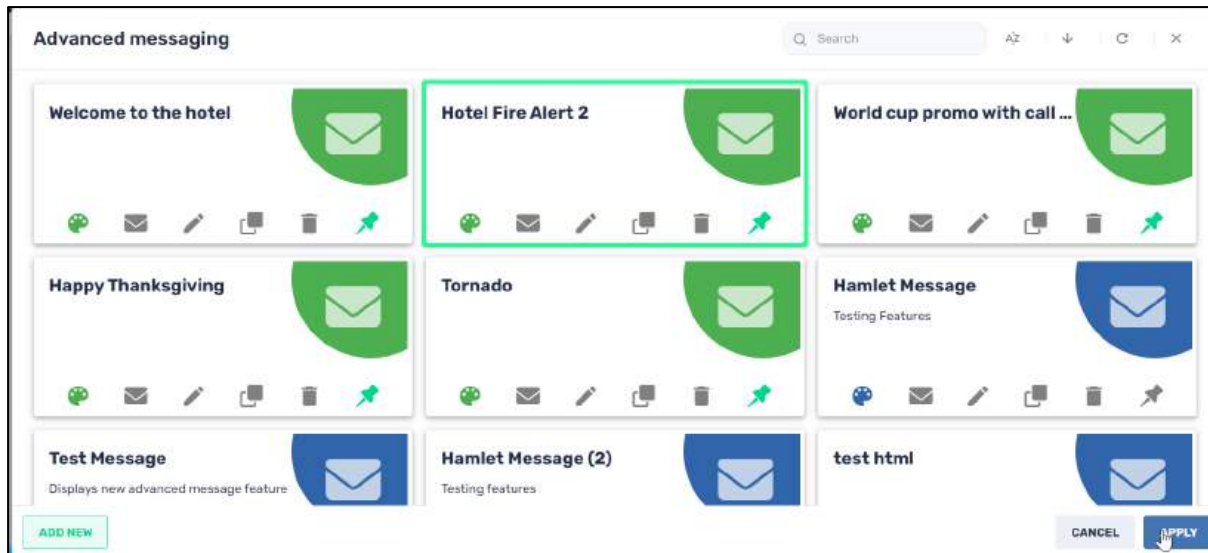 Advanced messaging
Search
AZ
Welcome to the hotel
Hotel Fire Alert 2
World cup promo with call ...
Happy Thanksgiving
Tornado
Hamlet Message
Testing Features
Test Message
Displays new advanced message feature
Hamlet Message (2)
Testing features
test html
ADD NEW
CANCEL
APPLY